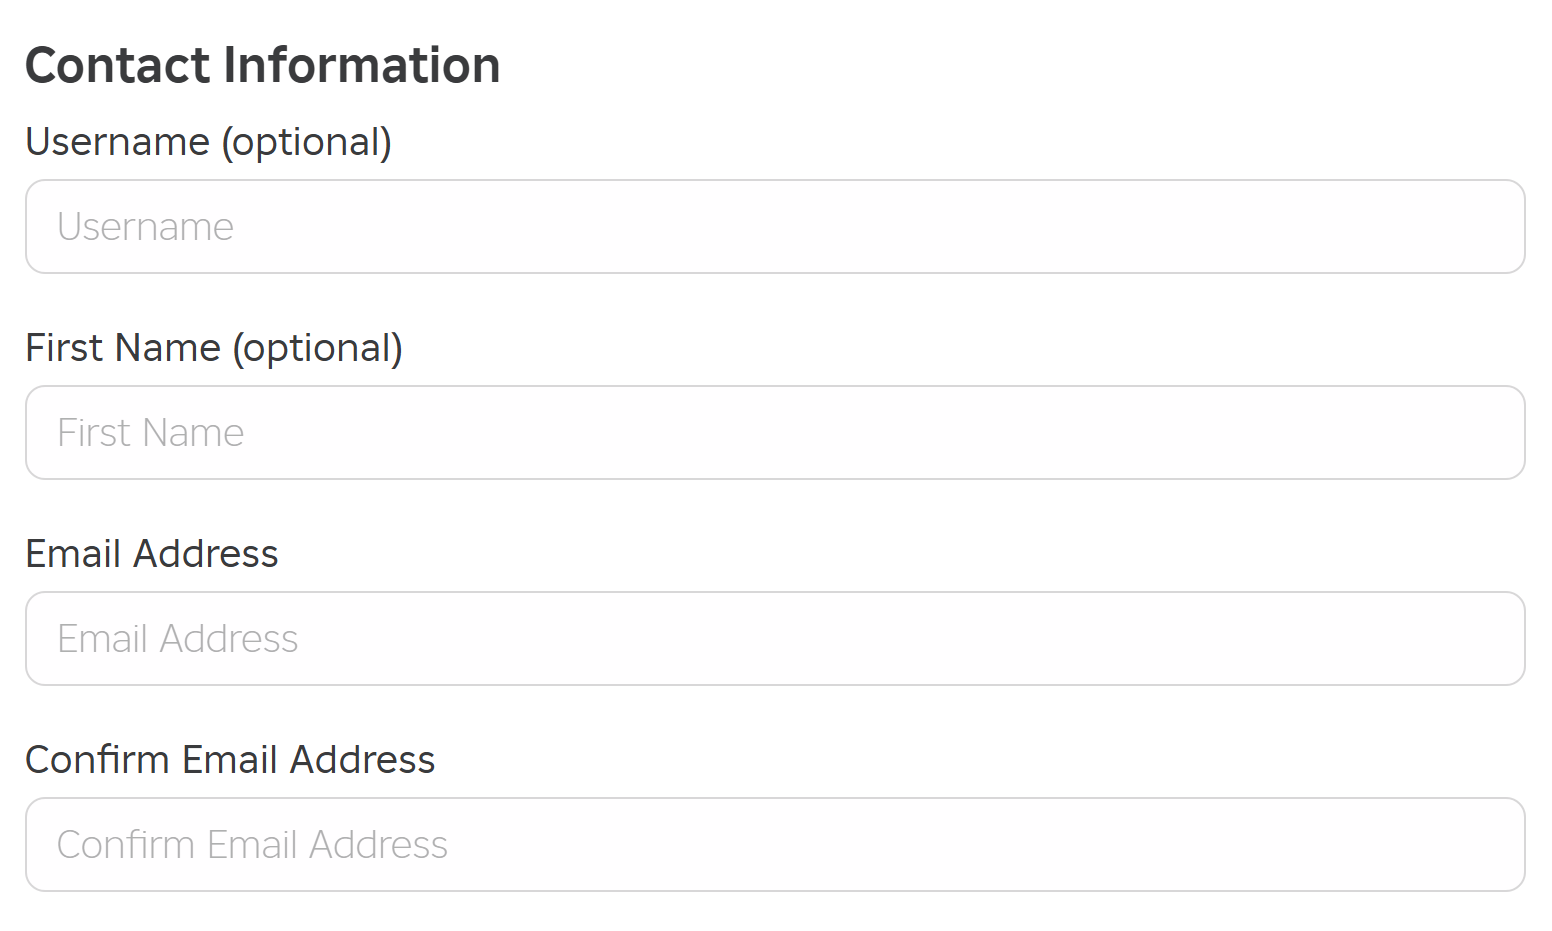 Contact Information
Username (optional)
Username
First Name (optional)
First Name
Email Address
Email Address
Confirm Email Address
Confirm Email Address